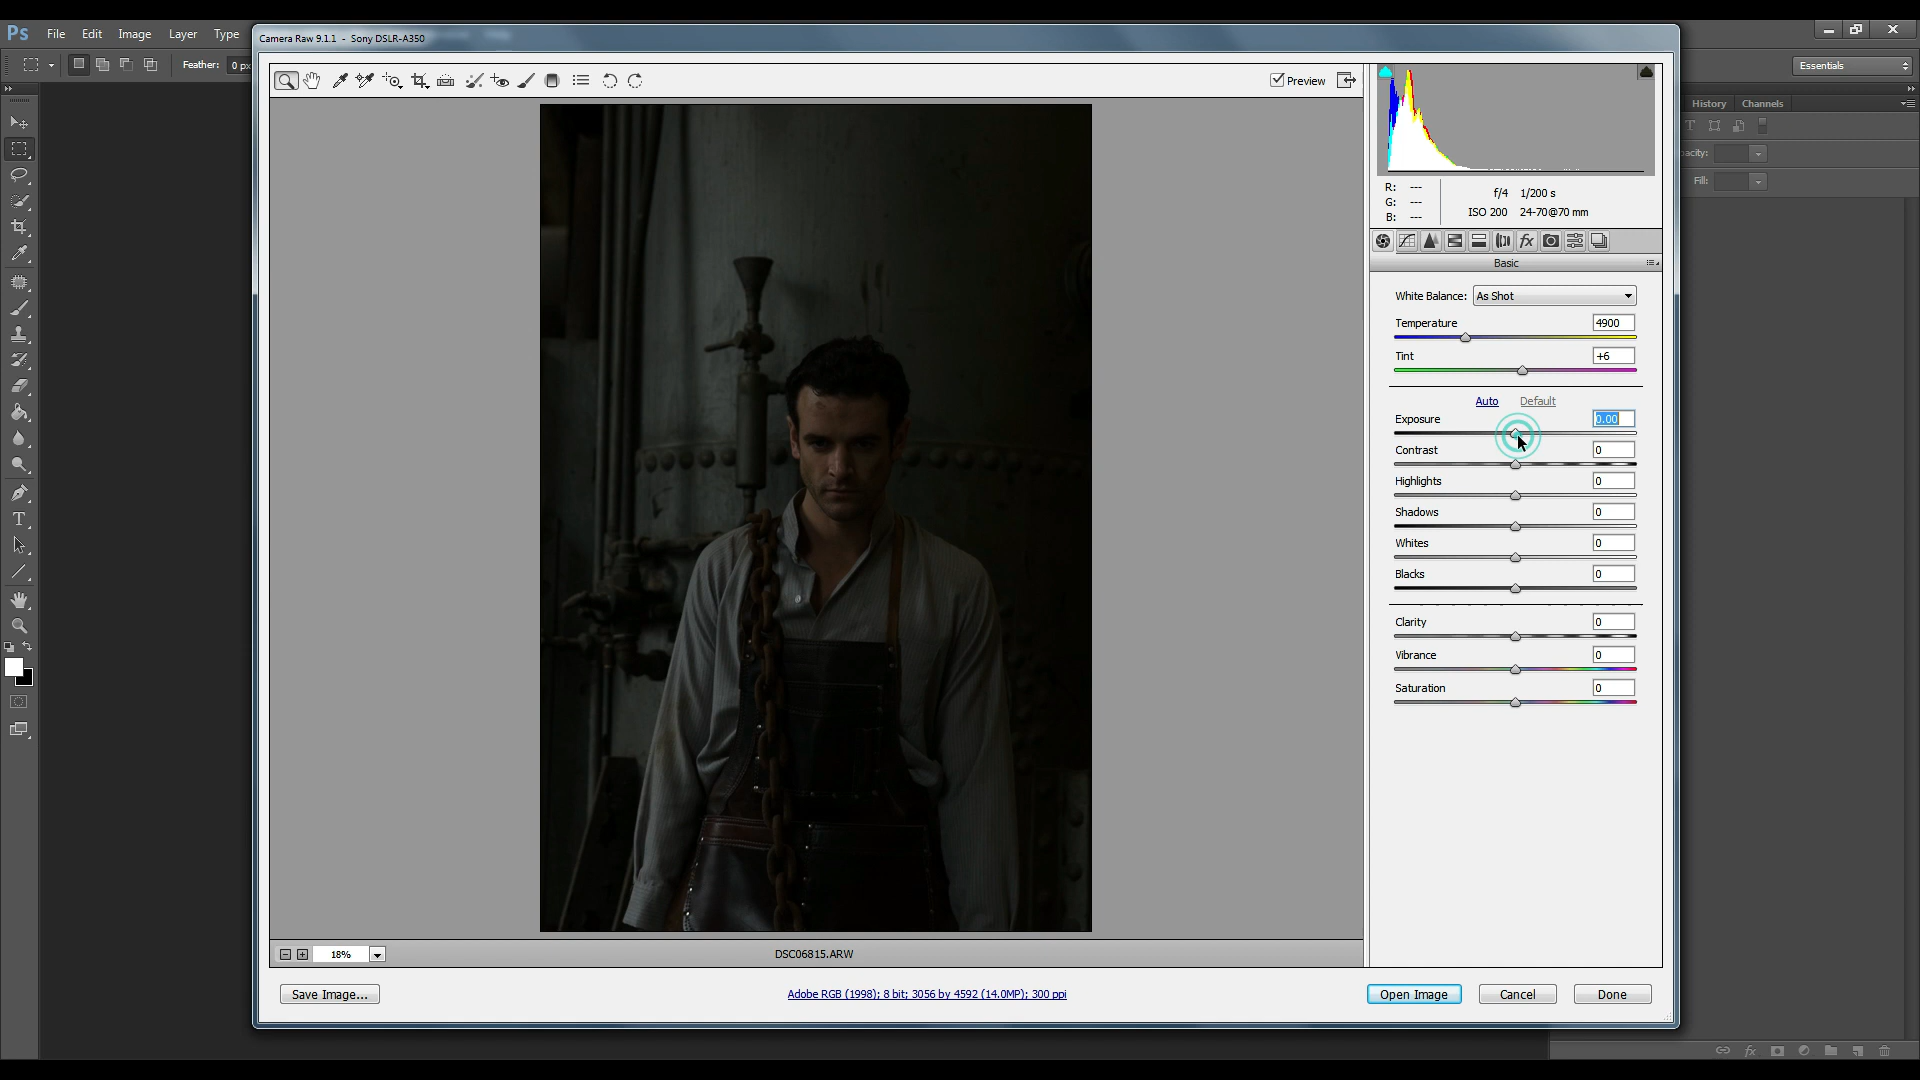 Ps File Edit Image Layer Type
Feather: 0 px
Essentials
Camera Raw 9.1.1 - Sony DSLR-A350
Preview
History Channels
R: ---
G: ---
B: ---
f/4 1/200 s
ISO 200 24-70@70 mm
Fill:
Basic
White Balance: As Shot
Temperature 4900
Tint +6
Auto Default
Exposure 0.00
Contrast 0
Highlights 0
Shadows 0
Whites 0
Blacks 0
Clarity 0
Vibrance 0
Saturation 0
18%
DSC06815.ARW
Save Image...
Adobe RGB (1998); 8 bit; 3056 by 4592 (14.0MP); 300 ppi
Open Image Cancel Done